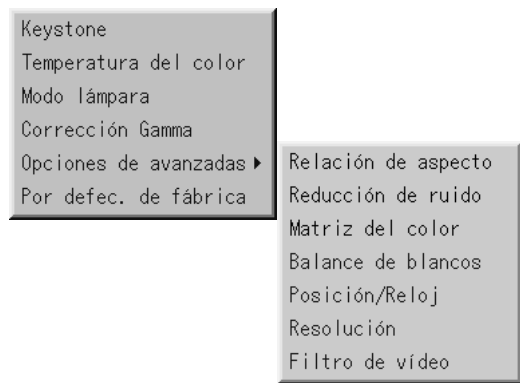 Keystone
Temperatura del color
Modo lámpara
Corrección Gamma
Opciones de avanzadas
Por defec. de fábrica
Relación de aspecto
Reducción de ruido
Matriz del color
Balance de blancos
Posición/Reloj
Resolución
Filtro de vídeo